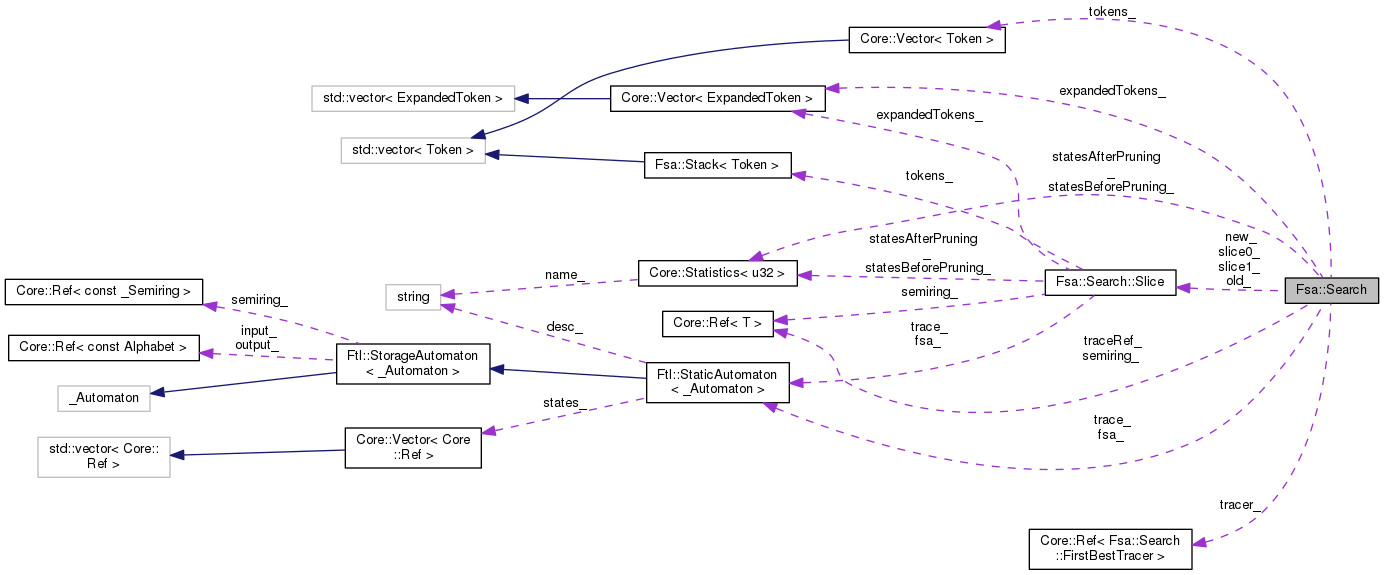 tokens_
Core::Vector< Token >
expandedTokens_
std::vector< ExpandedToken >
Core::Vector< ExpandedToken >
expandedTokens_
std::vector< Token >
statesAfterPruning
_
statesBeforePruning_
Fsa::Stack< Token >
tokens_
new_
slice0_
slice1_
old_
statesAfterPruning
_
statesBeforePruning_
Core::Statistics< u32 >
name_
Fsa::Search::Slice
Fsa::Search
Core::Ref< const _Semiring >
semiring_
string
semiring_
Core::Ref< T >
desc_
trace_
fsa_
traceRef_
semiring_
input_
output_
Core::Ref< const Alphabet >
Ftl::StorageAutomaton
< _Automaton >
Ftl::StaticAutomaton
< _Automaton >
_Automaton
states_
trace_
fsa_
std::vector< Core::
Ref >
Core::Vector< Core
::Ref >
tracer_
Core::Ref< Fsa::Search
::FirstBestTracer >